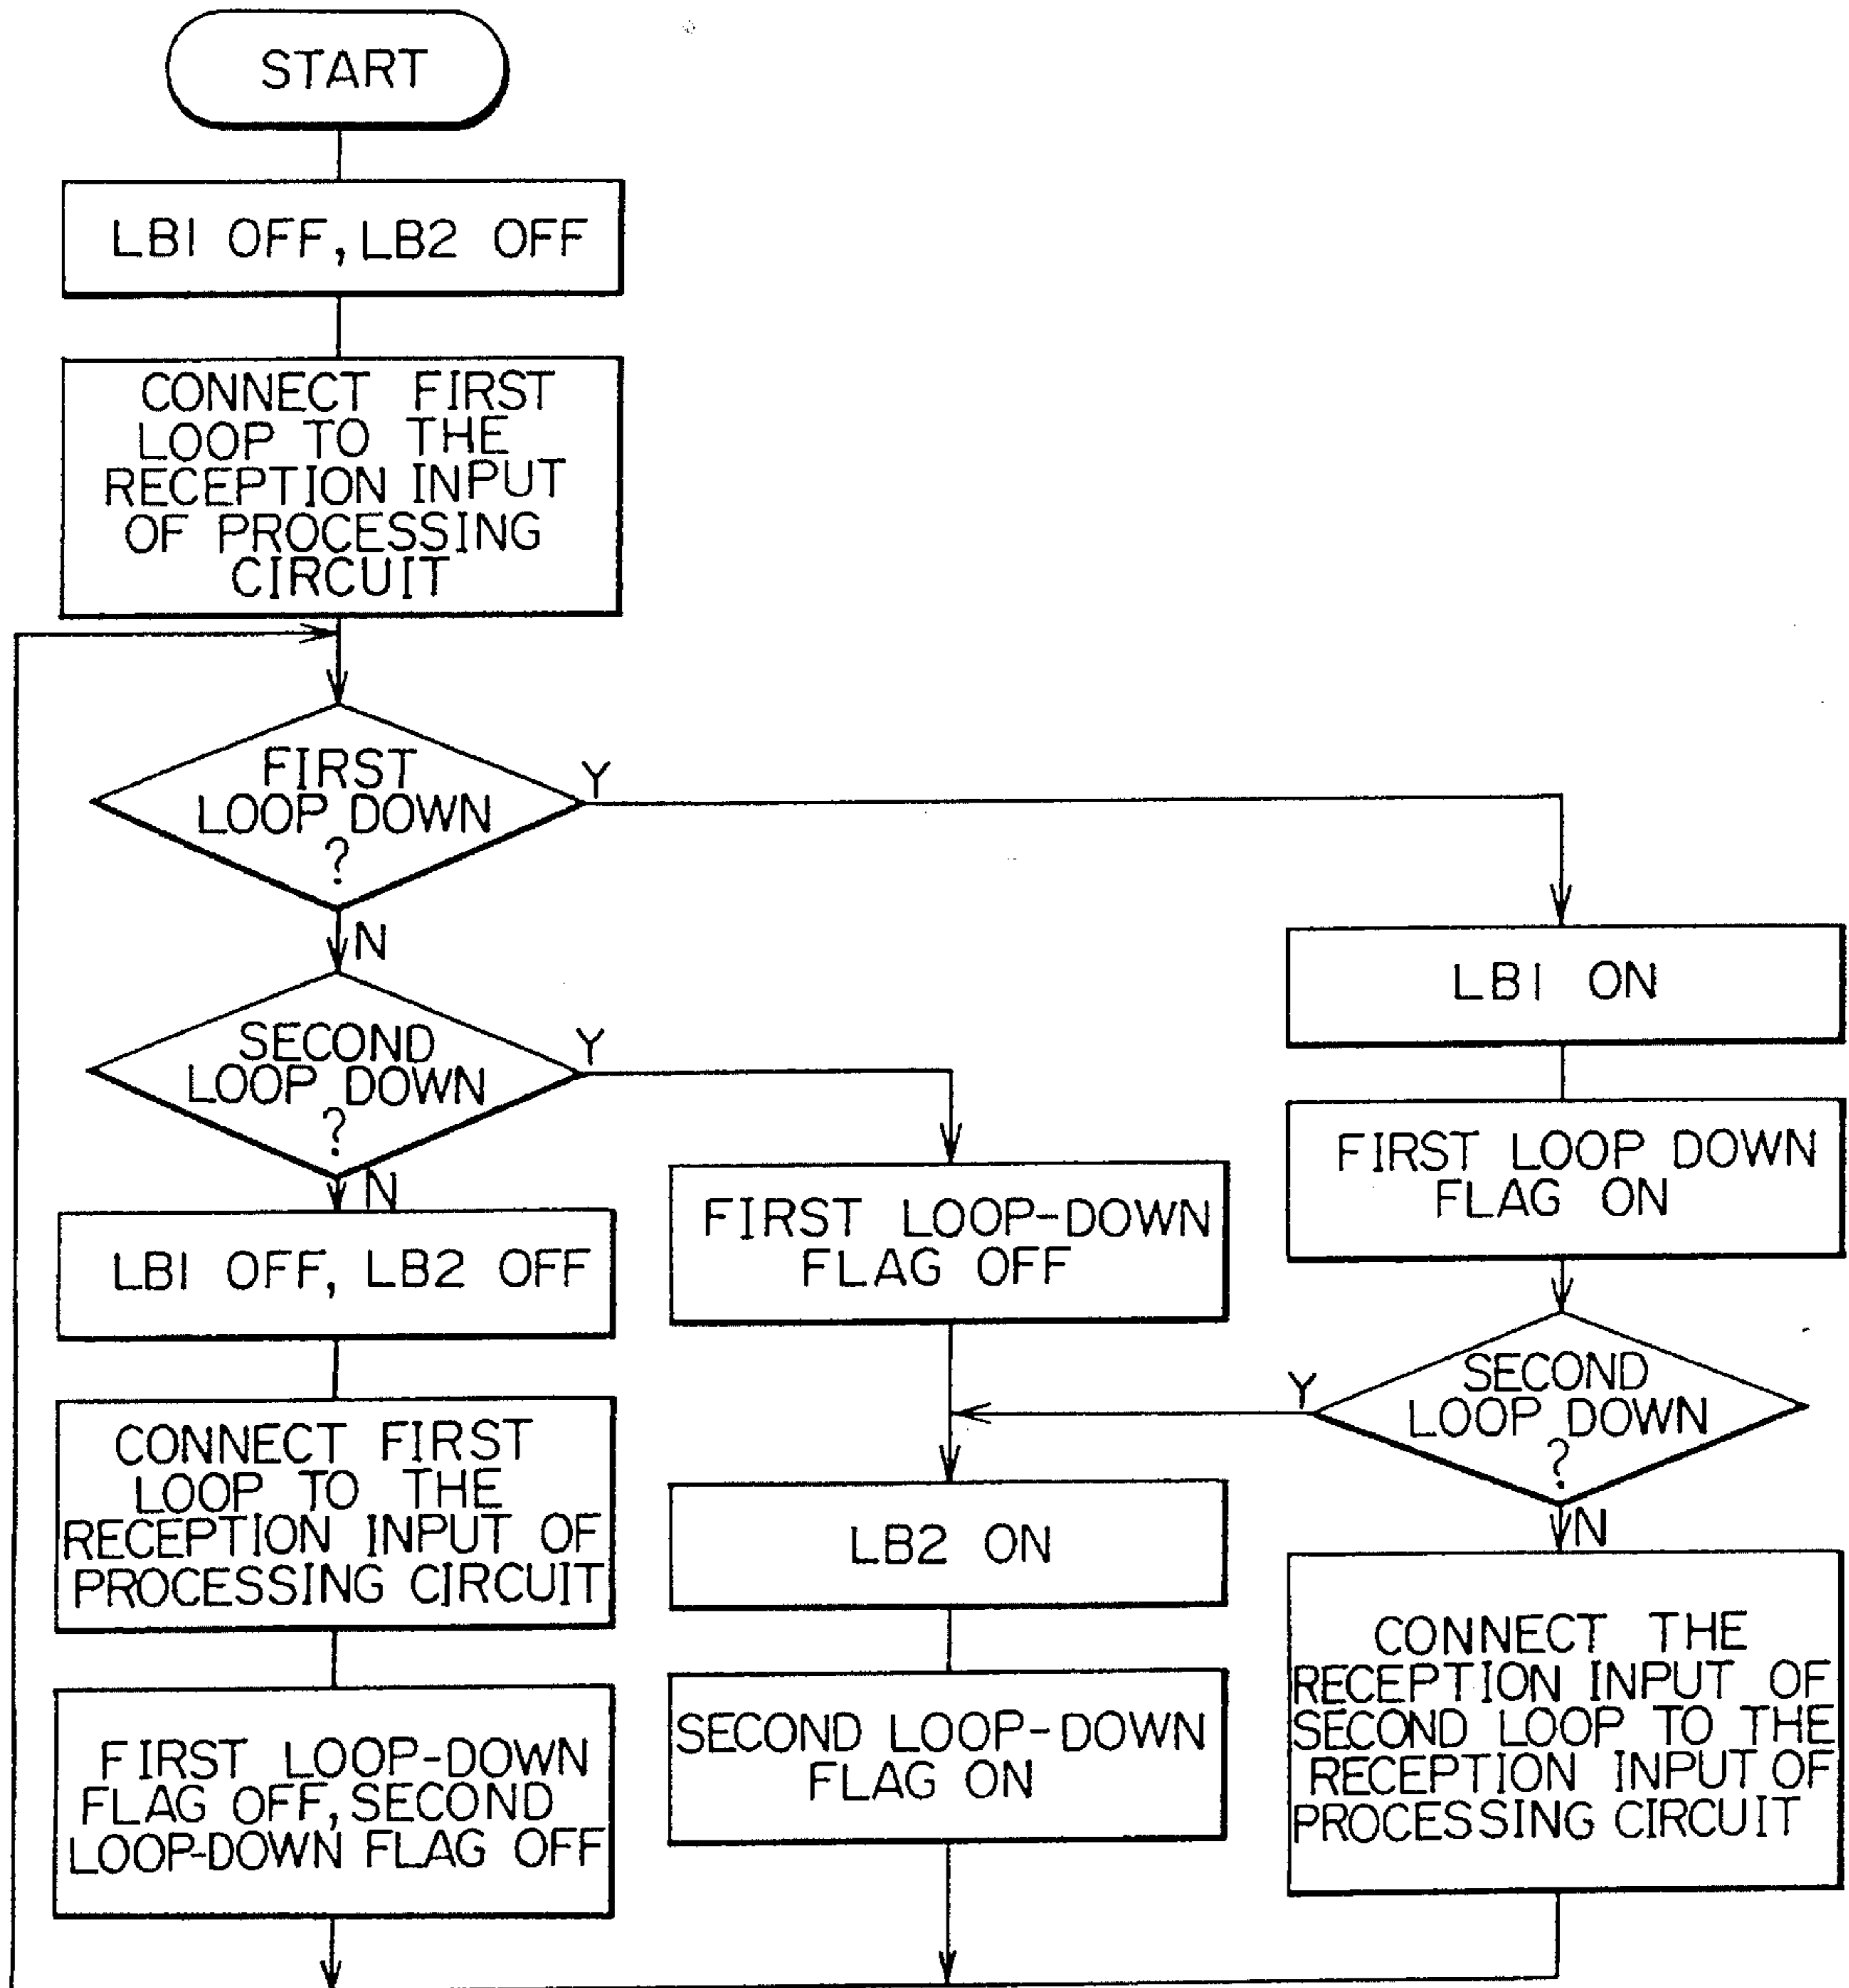 START
LB1 OFF, LB2 OFF
CONNECT FIRST
LOOP TO THE
RECEPTION INPUT
OF PROCESSING
CIRCUIT
FIRST
LOOP DOWN
?
Y
N
SECOND
LOOP DOWN
?
Y
N
LB1 OFF, LB2 OFF
CONNECT FIRST
LOOP TO THE
RECEPTION INPUT OF
PROCESSING CIRCUIT
FIRST LOOP-DOWN
FLAG OFF, SECOND
LOOP-DOWN FLAG OFF
FIRST LOOP-DOWN
FLAG OFF
LB2 ON
SECOND LOOP-DOWN
FLAG ON
LB1 ON
FIRST LOOP DOWN
FLAG ON
SECOND
LOOP DOWN
?
Y
N
CONNECT THE
RECEPTION INPUT OF
SECOND LOOP TO THE
RECEPTION INPUT OF
PROCESSING CIRCUIT